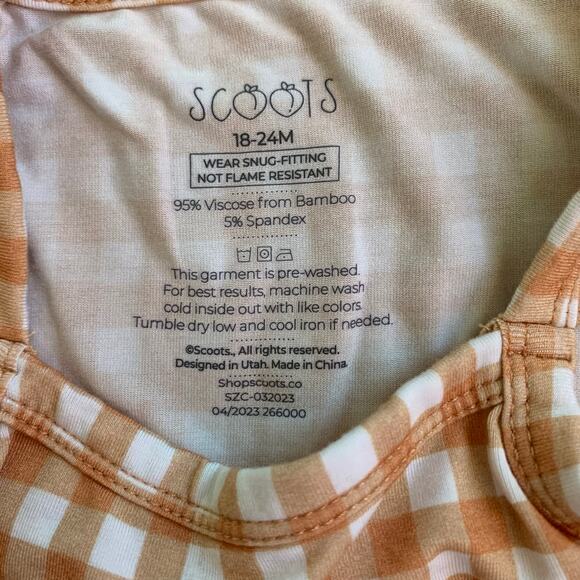 SCOOTS
18-24M
WEAR SNUG-FITTING
NOT FLAME RESISTANT
95% Viscose from Bamboo
5% Spandex
This garment is pre-washed.
For best results, machine wash
cold inside out with like colors.
Tumble dry low and cool iron if needed.
©Scoots., All rights reserved.
Designed in Utah. Made in China.
Shopscoots.co
SZC-032023
04/2023 266000